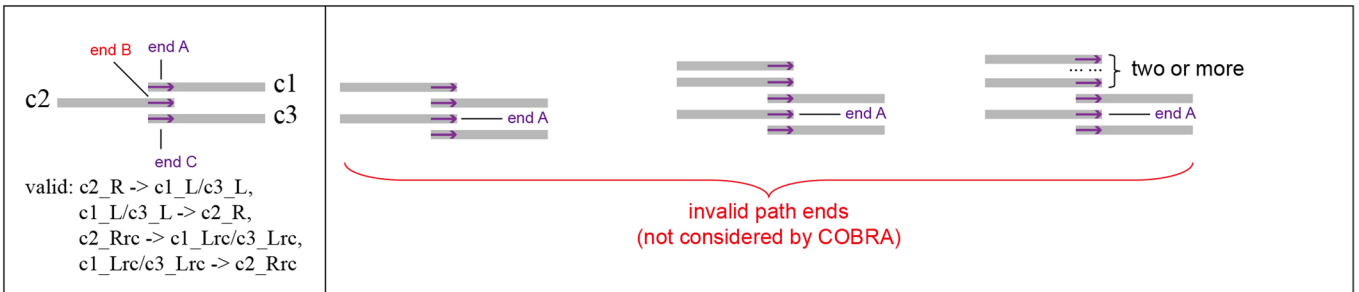 end B
end A
c1
c2
c3
end C
valid: c2_R -> c1_L/c3_L,
c1_L/c3_L -> c2_R,
c2_Rrc -> c1_Lrc/c3_Lrc,
c1_Lrc/c3_Lrc -> c2_Rrc
end A
end A
... ...
two or more
end A
invalid path ends
(not considered by COBRA)